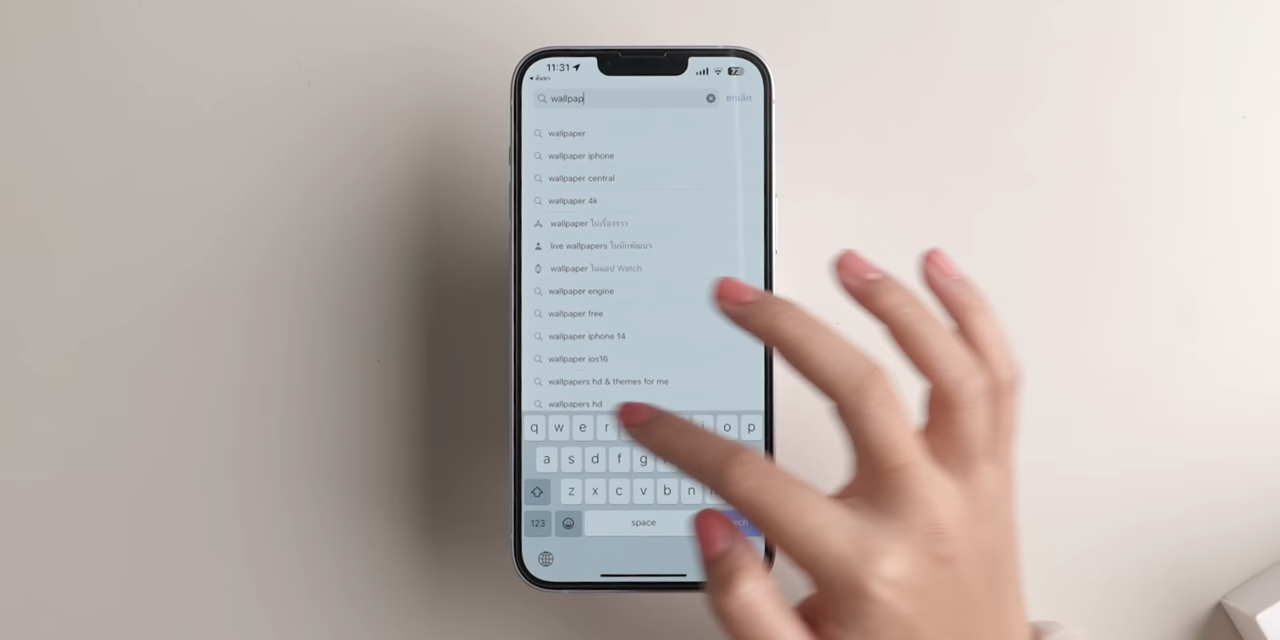 11:31
72
ค้นหา
wallpap
ยกเลิก
wallpaper
wallpaper iphone
wallpaper central
wallpaper 4k
wallpaper ในเรื่องราว
live wallpapers ในนักพัฒนา
wallpaper ในแอป Watch
wallpaper engine
wallpaper free
wallpaper iphone 14
wallpaper ios16
wallpapers hd & themes for me
wallpapers hd
q w e r o p
a s d f g
z x c v b n
123 space